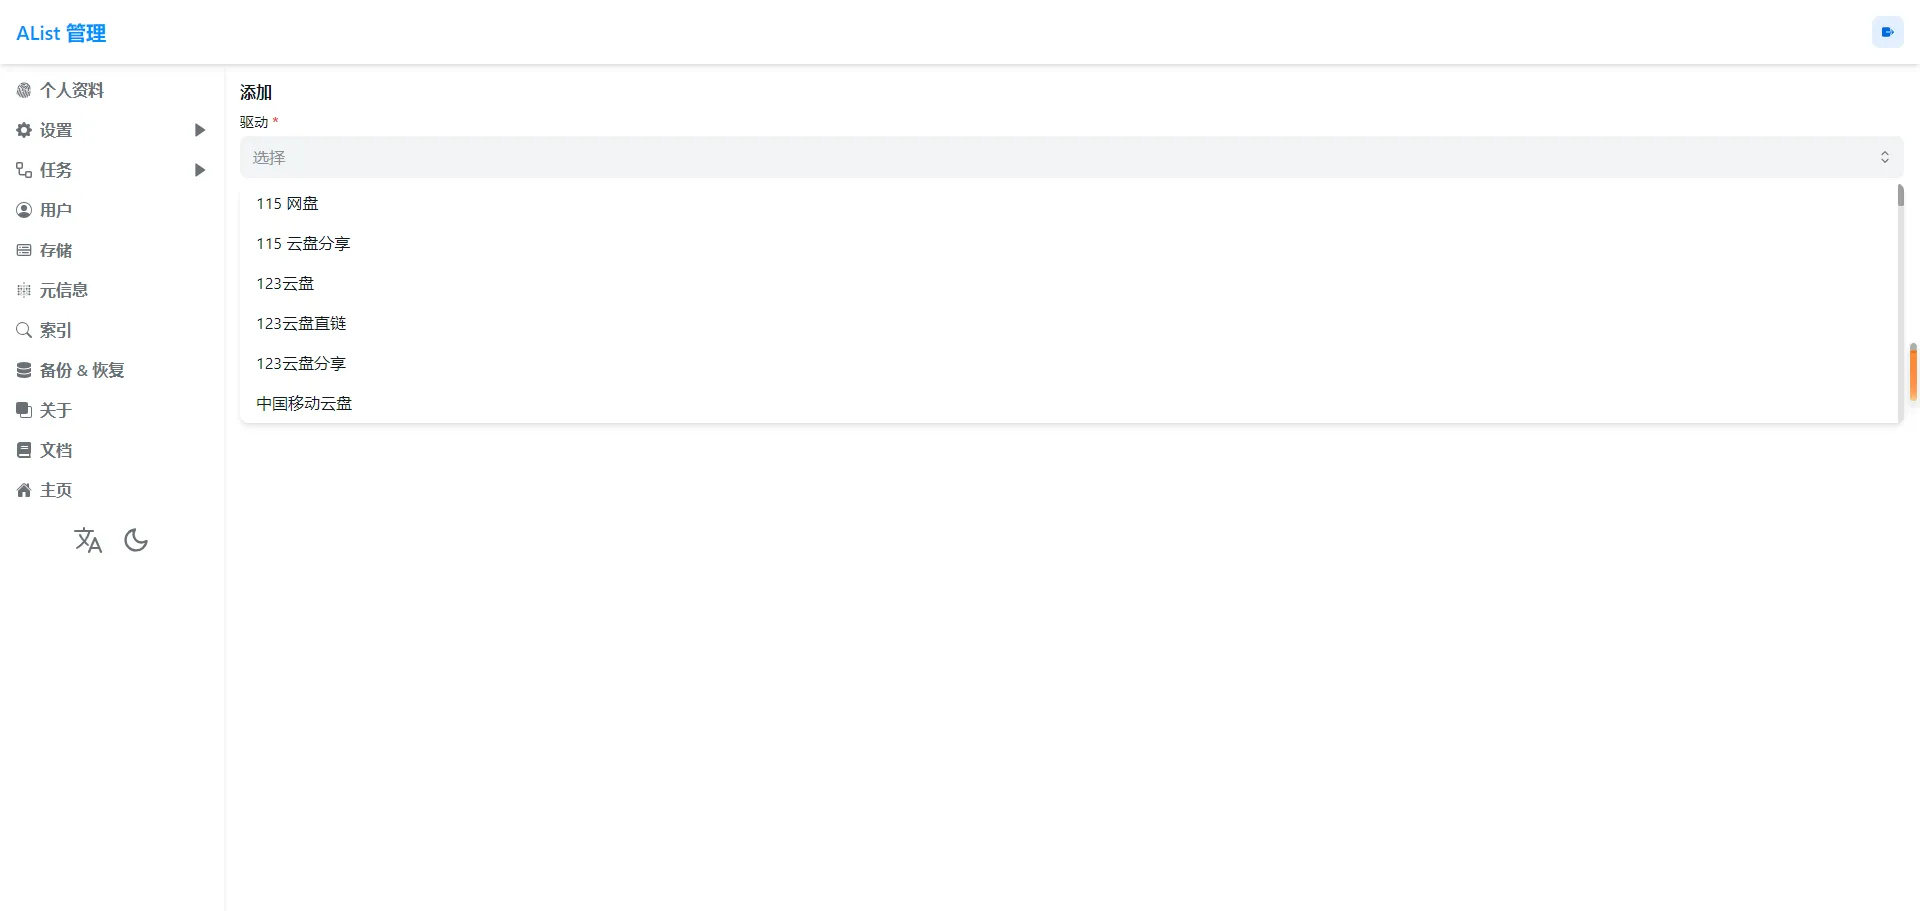 AList 管理
个人资料
设置
任务
用户
存储
元信息
索引
备份 & 恢复
关于
文档
主页
添加
驱动 *
选择
115 网盘
115 云盘分享
123云盘
123云盘直链
123云盘分享
中国移动云盘